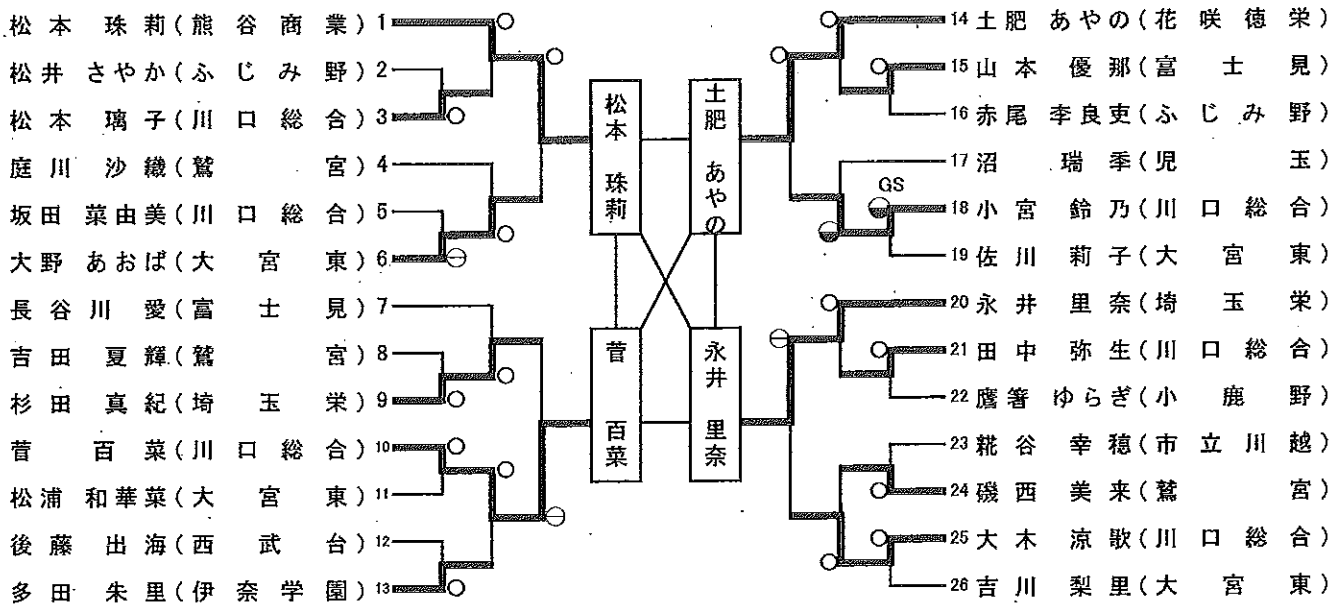 松本 珠莉(熊谷商業) 1
松井 さやか(ふじみ野) 2
松本 璃子(川口総合) 3
庭川 沙織(鷲宮) 4
坂田 菜由美(川口総合) 5
大野 あおば(大宮東) 6
長谷川 愛(富士見) 7
吉田 夏輝(鷲宮) 8
杉田 真紀(埼玉栄) 9
菅 百菜(川口総合) 10
松浦 和華菜(大宮東) 11
後藤 出海(西武台) 12
多田 朱里(伊奈学園) 13
松本 珠莉
土肥 あやの
菅 百菜
永井 里奈
14 土肥 あやの(花咲徳栄)
15 山本 優那(富士見)
16 赤尾 李良吏(ふじみ野)
17 沼 瑞季(児玉)
GS
18 小宮 鈴乃(川口総合)
19 佐川 莉子(大宮東)
20 永井 里奈(埼玉栄)
21 田中 弥生(川口総合)
22 鷹箸 ゆらぎ(小鹿野)
23 糀谷 幸穂(市立川越)
24 磯西 美来(鷲宮)
25 大木 涼歌(川口総合)
26 吉川 梨里(大宮東)